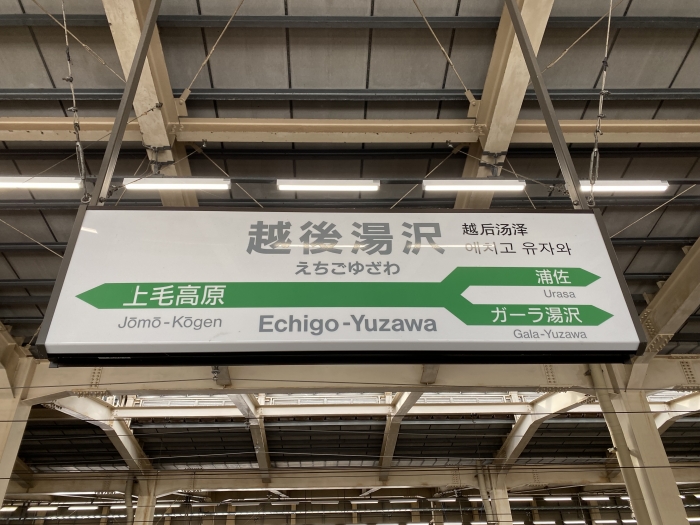 越後湯沢
越后汤泽
에치고 유자와
えちごゆざわ
上毛高原
浦佐
Urasa
ガーラ湯沢
Jōmō-Kōgen
Echigo-Yuzawa
Gala-Yuzawa